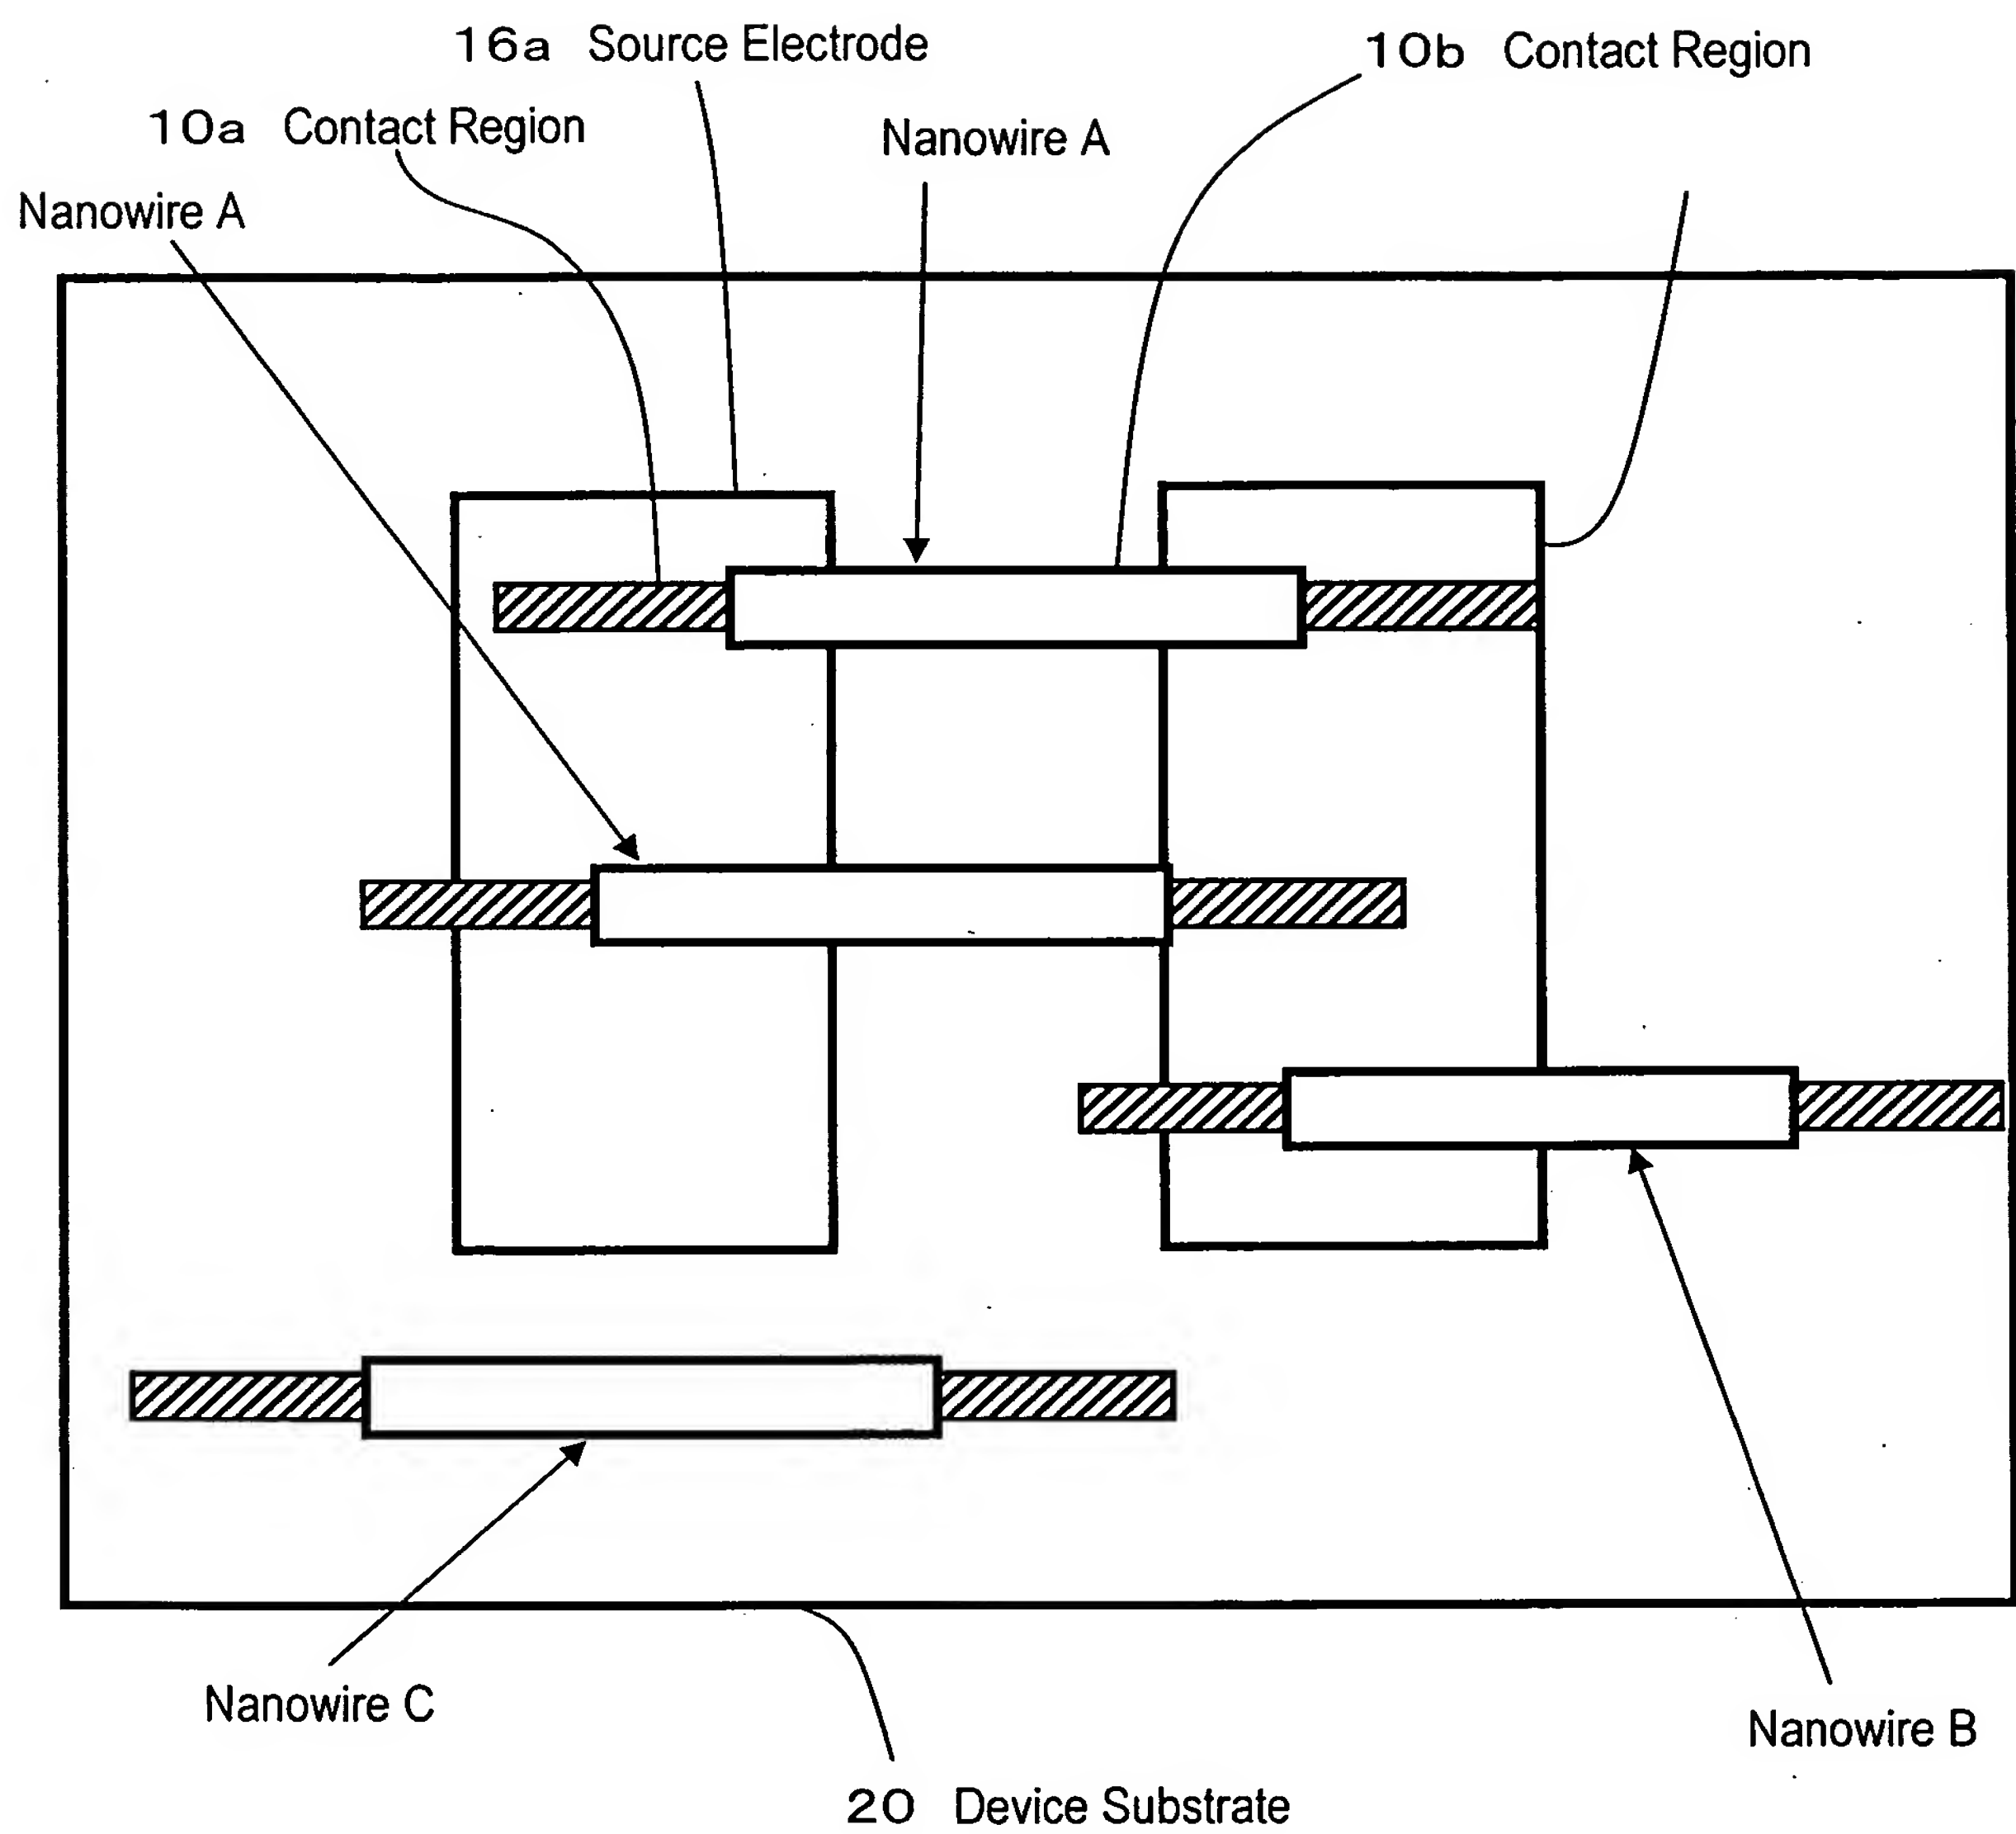 16a Source Electrode
10b Contact Region
10a Contact Region
Nanowire A
Nanowire A
Nanowire C
Nanowire B
20 Device Substrate